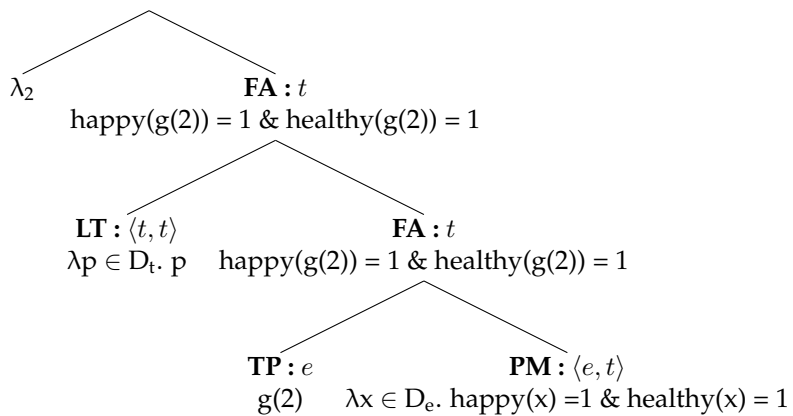 λ₂ FA : t
happy(g(2)) = 1 & healthy(g(2)) = 1
LT : ⟨t, t⟩ FA : t
λp ∈ Dₜ. p happy(g(2)) = 1 & healthy(g(2)) = 1
TP : e PM : ⟨e, t⟩
g(2) λx ∈ Dₑ. happy(x) =1 & healthy(x) = 1